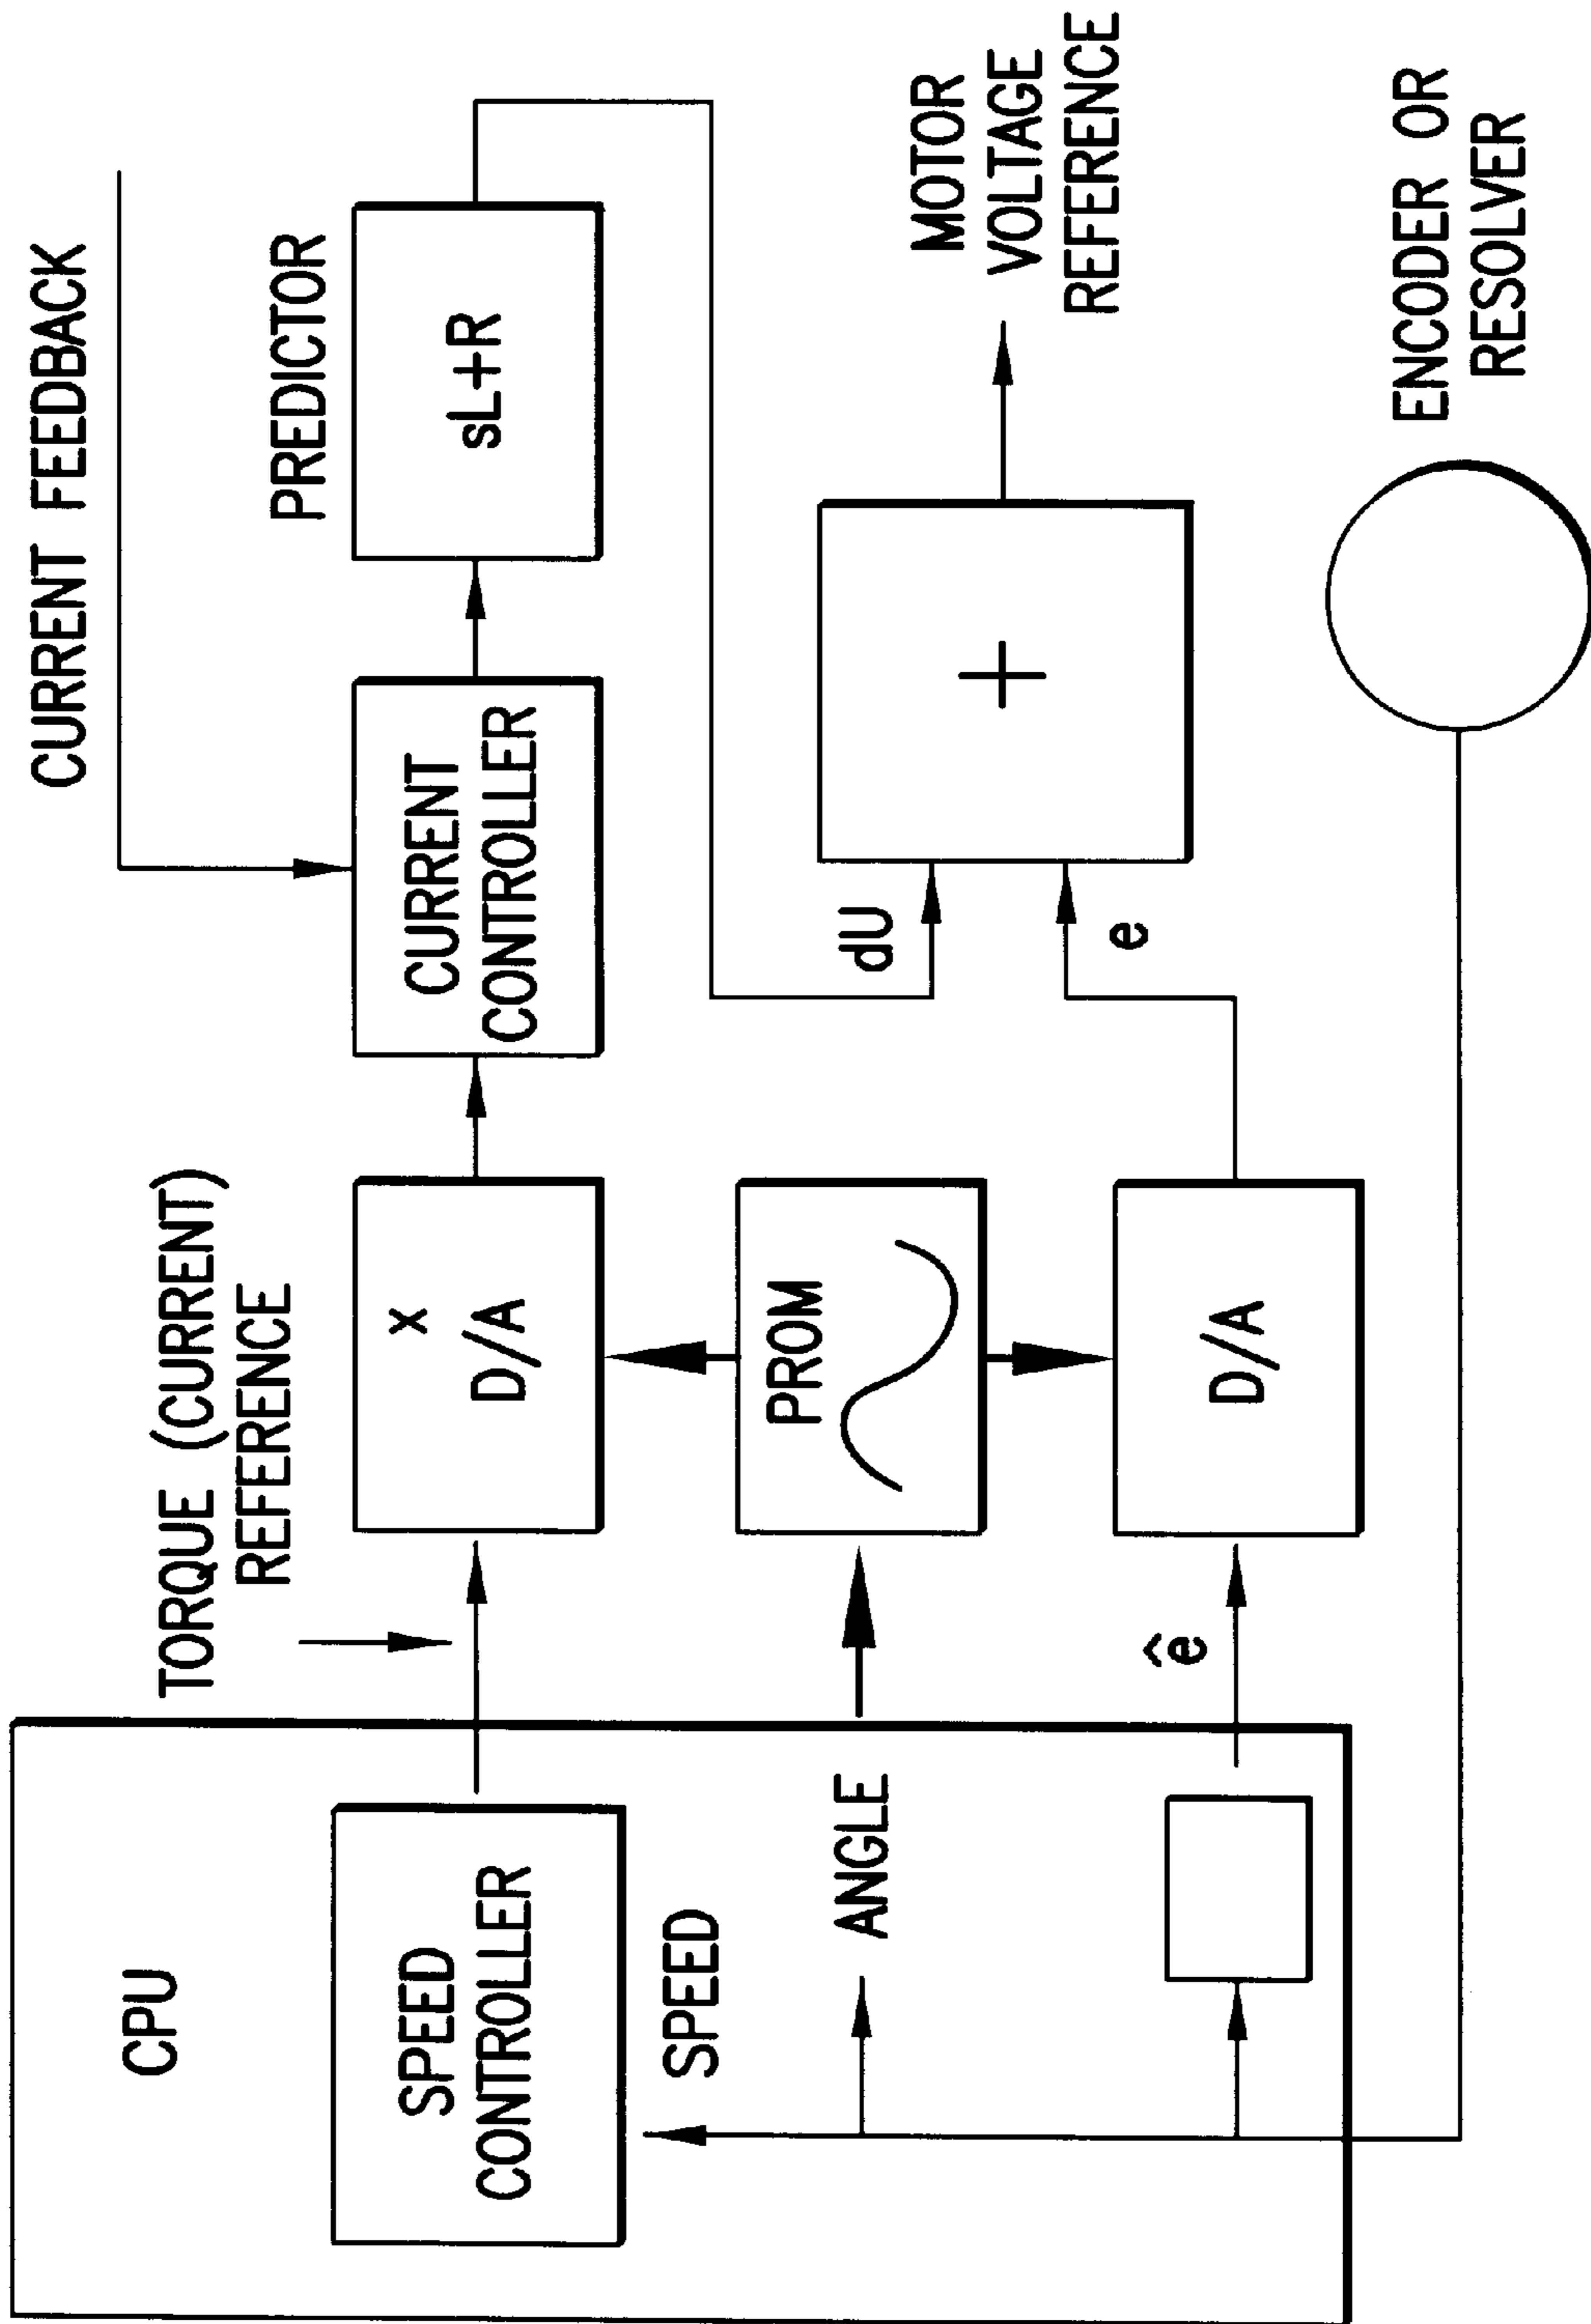 CPU
SPEED
CONTROLLER
SPEED
ANGLE
ê
TORQUE (CURRENT)
REFERENCE
x
D/A
PROM
D/A
CURRENT FEEDBACK
CURRENT
CONTROLLER
PREDICTOR
sL+R
dU
e
+
MOTOR
VOLTAGE
REFERENCE
ENCODER OR
RESOLVER